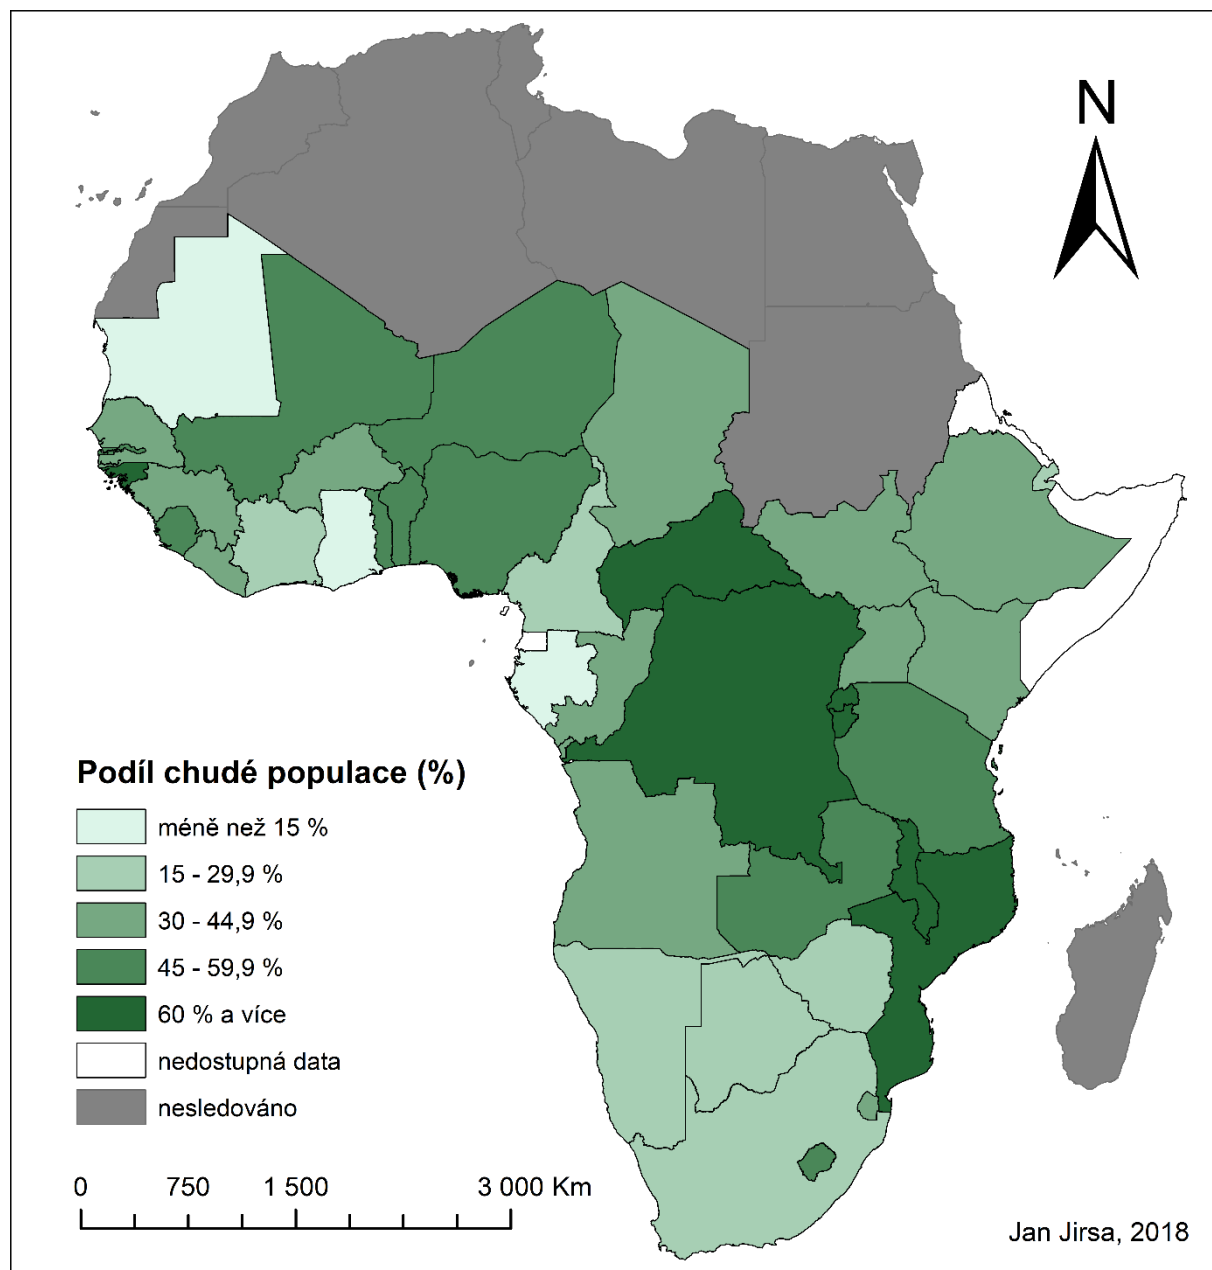 N
Podíl chudé populace (%)
méně než 15 %
15 - 29,9 %
30 - 44,9 %
45 - 59,9 %
60 % a více
nedostupná data
nesledováno
0 750 1 500 3 000 Km
Jan Jirsa, 2018